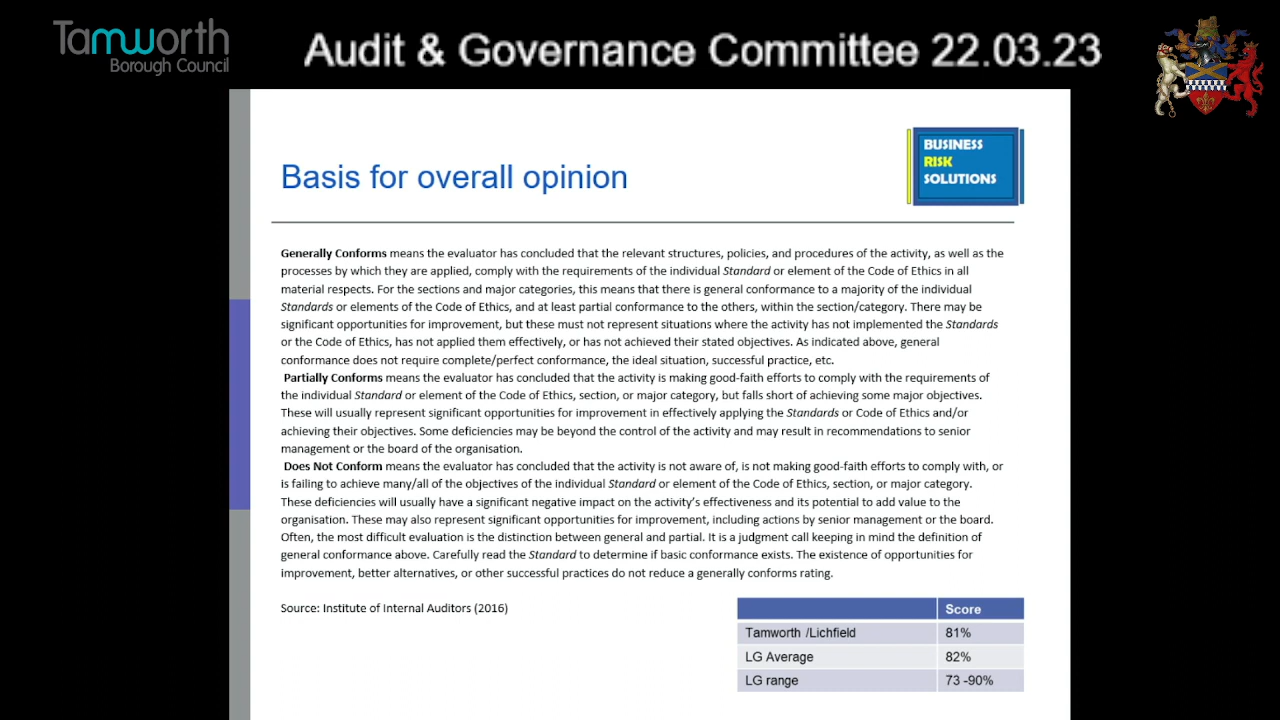 Tamworth
Borough Council
Audit & Governance Committee 22.03.23
BUSINESS
RISK
SOLUTIONS
Basis for overall opinion
Generally Conforms means the evaluator has concluded that the relevant structures, policies, and procedures of the activity, as well as the
processes by which they are applied, comply with the requirements of the individual Standard or element of the Code of Ethics in all
material respects. For the sections and major categories, this means that there is general conformance to a majority of the individual
Standards or elements of the Code of Ethics, and at least partial conformance to the others, within the section/category. There may be
significant opportunities for improvement, but these must not represent situations where the activity has not implemented the Standards
or the Code of Ethics, has not applied them effectively, or has not achieved their stated objectives. As indicated above, general
conformance does not require complete/perfect conformance, the ideal situation, successful practice, etc.
Partially Conforms means the evaluator has concluded that the activity is making good-faith efforts to comply with the requirements of
the individual Standard or element of the Code of Ethics, section, or major category, but falls short of achieving some major objectives.
These will usually represent significant opportunities for improvement in effectively applying the Standards or Code of Ethics and/or
achieving their objectives. Some deficiencies may be beyond the control of the activity and may result in recommendations to senior
management or the board of the organisation.
Does Not Conform means the evaluator has concluded that the activity is not aware of, is not making good-faith efforts to comply with, or
is failing to achieve many/all of the objectives of the individual Standard or element of the Code of Ethics, section, or major category.
These deficiencies will usually have a significant negative impact on the activity's effectiveness and its potential to add value to the
organisation. These may also represent significant opportunities for improvement, including actions by senior management or the board.
Often, the most difficult evaluation is the distinction between general and partial. It is a judgment call keeping in mind the definition of
general conformance above. Carefully read the Standard to determine if basic conformance exists. The existence of opportunities for
improvement, better alternatives, or other successful practices do not reduce a generally conforms rating.
Source: Institute of Internal Auditors (2016)
Score
Tamworth /Lichfield 81%
LG Average 82%
LG range 73 -90%